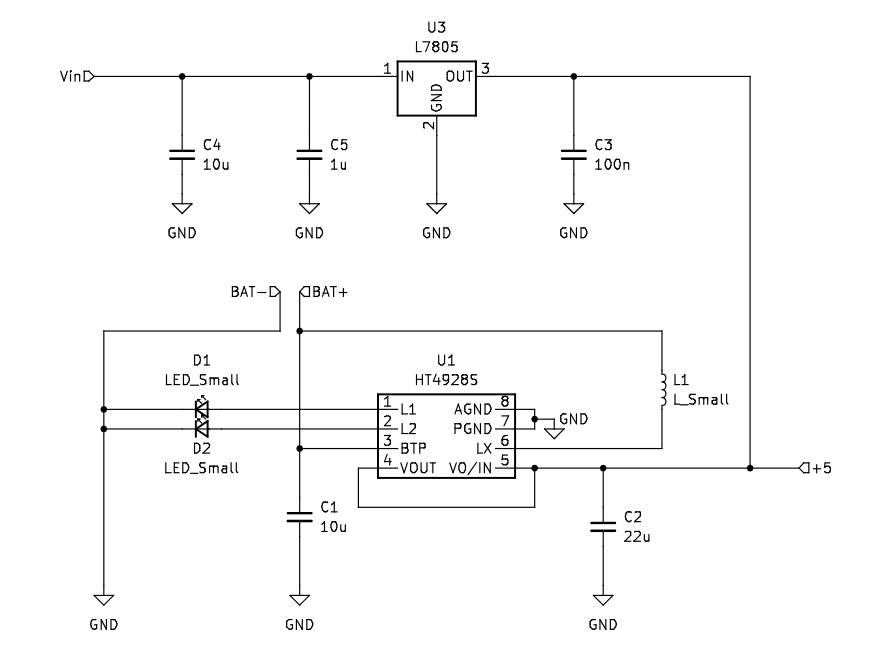 U3
L7805
Vin
1
IN
OUT
3
GND
2
C4
10u
C5
1u
C3
100n
GND
GND
GND
GND
BAT-
BAT+
D1
LED_Small
U1
HT4928S
L1
L_Small
1
L1
AGND
8
GND
2
L2
PGND
7
D2
LED_Small
3
BTP
LX
6
4
VOUT
VO/IN
5
+5
C1
10u
C2
22u
GND
GND
GND